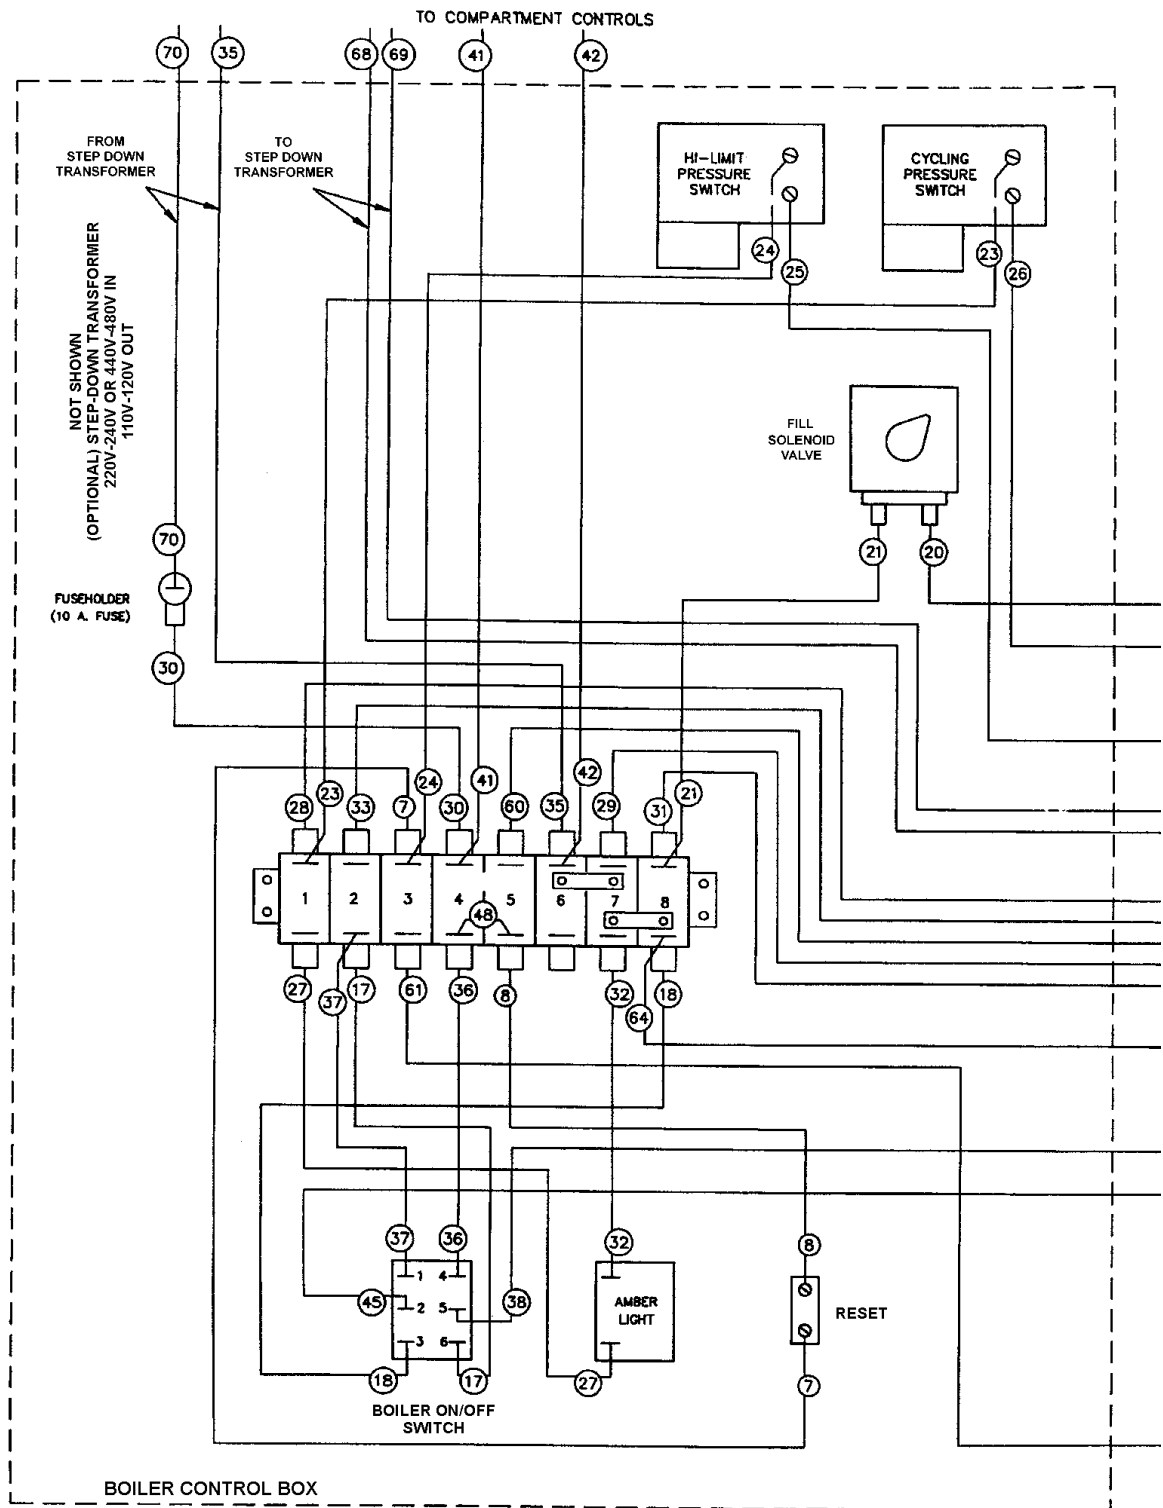 TO COMPARTMENT CONTROLS
70 35 68 69 41 42
FROM
STEP DOWN
TRANSFORMER
TO
STEP DOWN
TRANSFORMER
HI-LIMIT
PRESSURE
SWITCH
CYCLING
PRESSURE
SWITCH
24 25 23 26
NOT SHOWN
(OPTIONAL) STEP-DOWN TRANSFORMER
220V-240V OR 440V-480V IN
110V-120V OUT
FILL
SOLENOID
VALVE
21 20
70
FUSEHOLDER
(10 A. FUSE)
30
28 23 33 7 24 30 41 60 35 42 29 31 21
1 2 3 4 5 6 7 8
48
27 37 17 61 36 8 32 64 18
37 36 32 8
1 4
45 2 5 38
3 6
AMBER
LIGHT
RESET
18 17 27 7
BOILER ON/OFF
SWITCH
BOILER CONTROL BOX